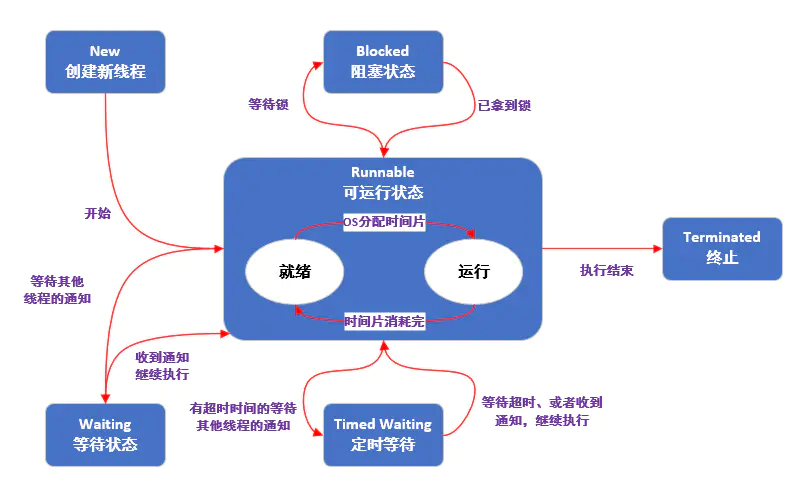 New
创建新线程
Blocked
阻塞状态
等待锁
已拿到锁
Runnable
可运行状态
开始
OS分配时间片
就绪
运行
时间片消耗完
Terminated
终止
执行结束
等待其他
线程的通知
收到通知
继续执行
Waiting
等待状态
有超时时间的等待
其他线程的通知
Timed Waiting
定时等待
等待超时、或者收到
通知，继续执行